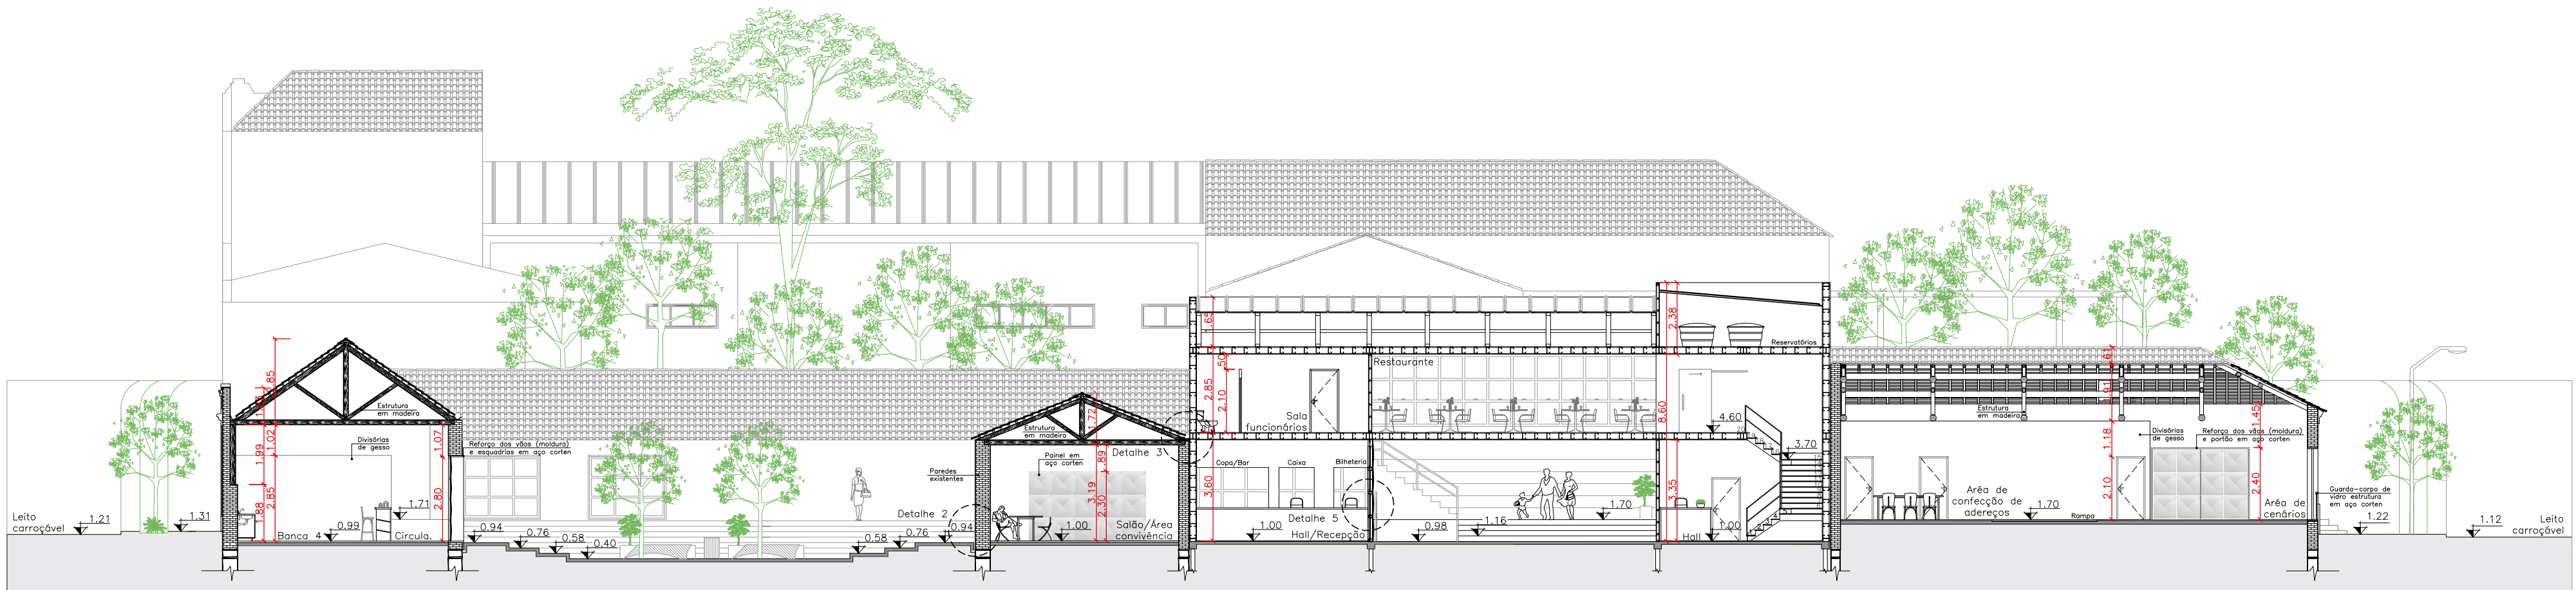 Leito
carroçável
1.21
1.31
1.99
1.88
2.85
1.02
2.85
Estrutura
em madeira
Divisórias
de gesso
Banca 4
0.99
1.71
Circula.
1.07
2.80
Reforço dos vãos (moldura)
e esquadrias em aço corten
0.94
0.76
0.58
0.40
0.58
0.76
0.94
Detalhe 2
Paredes
existentes
Estrutura
em madeira
Painel em
aço corten
1.72
.89
3.19
2.30
1.00
Salão/Área
convivência
Detalhe 3
1.65
.50
2.85
2.10
3.60
Sala
funcionários
Copa/Bar
Caixa
Bilheteria
1.00
Detalhe 5
Hall/Recepção
Restaurante
0.98
1.16
1.70
2.38
8.60
3.35
Reservatórios
4.60
3.70
Hall
1.00
.61
.91
1.18
2.10
Estrutura
em madeira
Divisórias
de gesso
Reforço dos vãos (moldura)
e portão em aço corten
1.45
2.40
Aréa de
confecção de
adereços
1.70
Rampa
Aréa de
cenários
Guarda-corpo de
vidro estrutura
em aço corten
1.22
1.12
Leito
carroçável